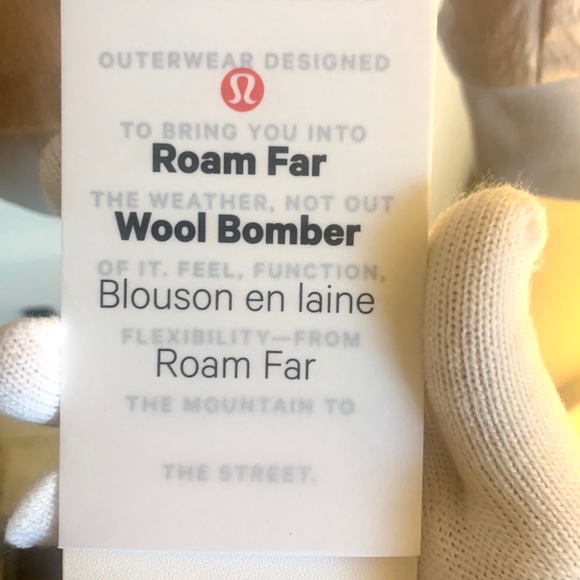 OUTERWEAR DESIGNED
TO BRING YOU INTO
Roam Far
THE WEATHER, NOT OUT
Wool Bomber
OF IT. FEEL, FUNCTION,
Blouson en laine
FLEXIBILITY—FROM
Roam Far
THE MOUNTAIN TO
THE STREET.